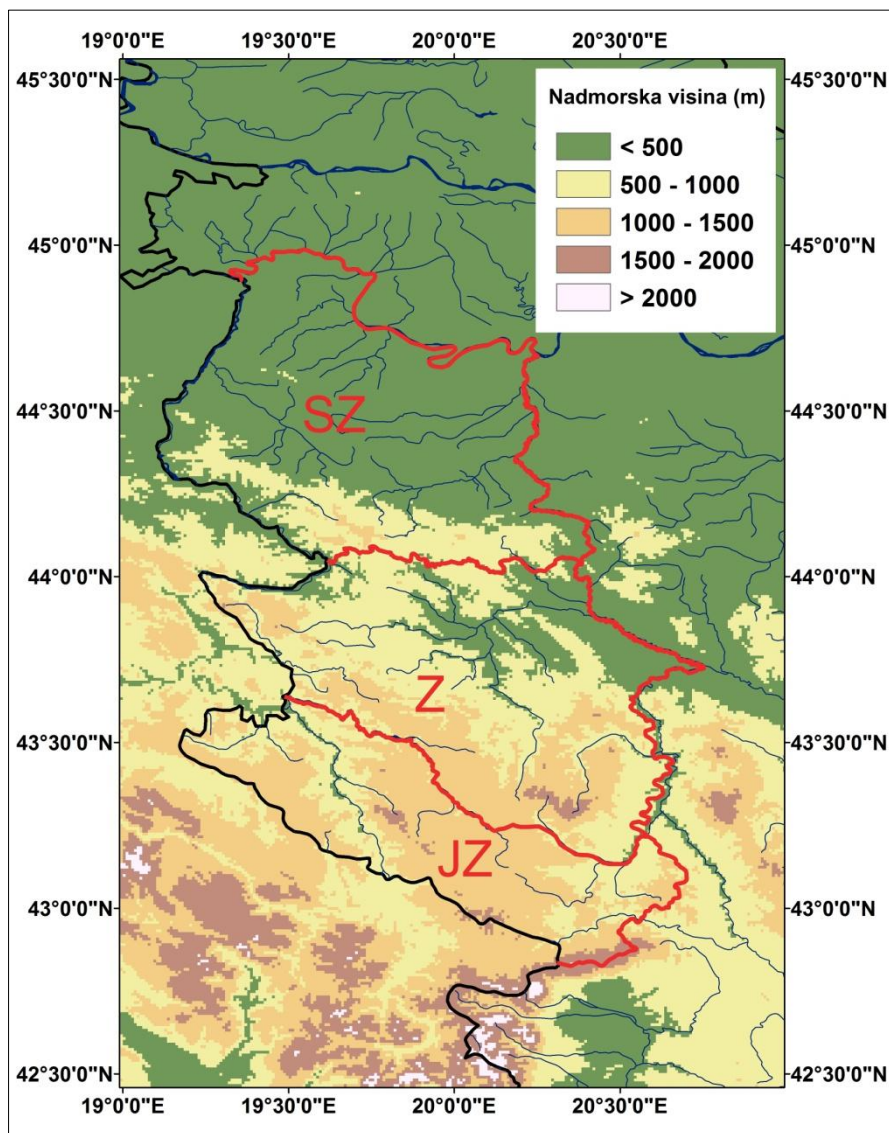 19°0'0"E 19°30'0"E 20°0'0"E 20°30'0"E
45°30'0"N 45°30'0"N
Nadmorska visina (m)
< 500
500 - 1000
1000 - 1500
1500 - 2000
> 2000
45°0'0"N 45°0'0"N
44°30'0"N 44°30'0"N
SZ
44°0'0"N 44°0'0"N
Z
43°30'0"N 43°30'0"N
JZ
43°0'0"N 43°0'0"N
42°30'0"N 42°30'0"N
19°0'0"E 19°30'0"E 20°0'0"E 20°30'0"E